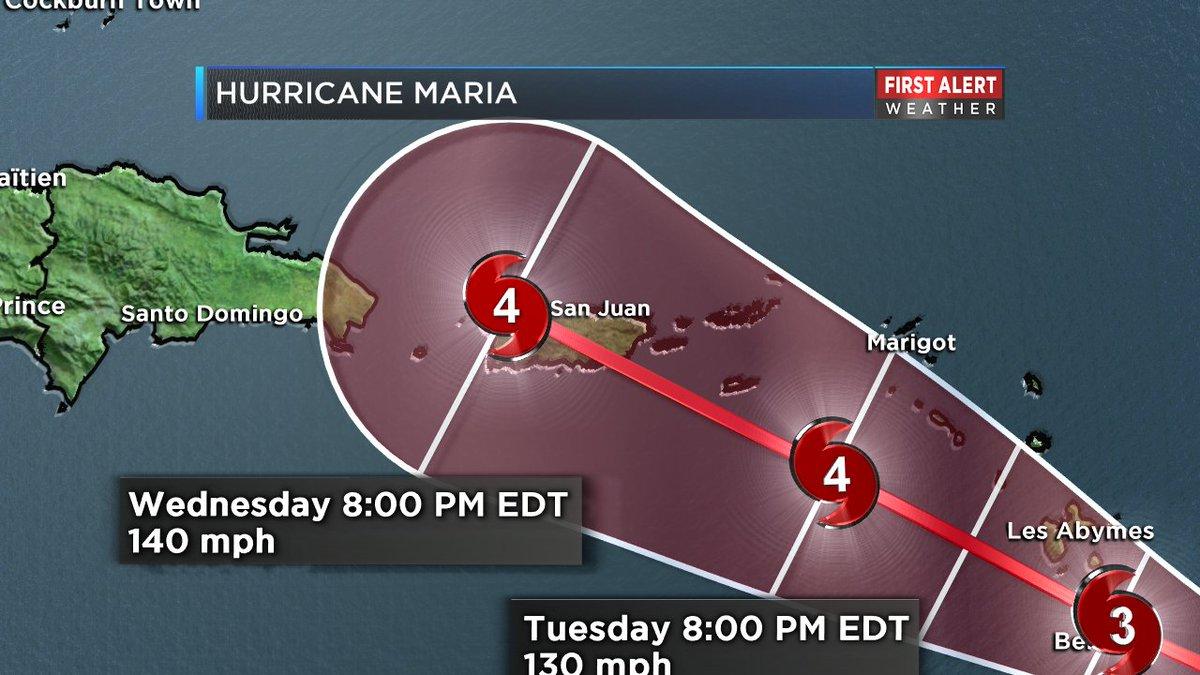 Cockburn Town
HURRICANE MARIA
FIRST ALERT
WEATHER
aïtien
Prince
Santo Domingo
4
San Juan
Marigot
4
Wednesday 8:00 PM EDT
140 mph
Les Abymes
Tuesday 8:00 PM EDT
130 mph
3
Be